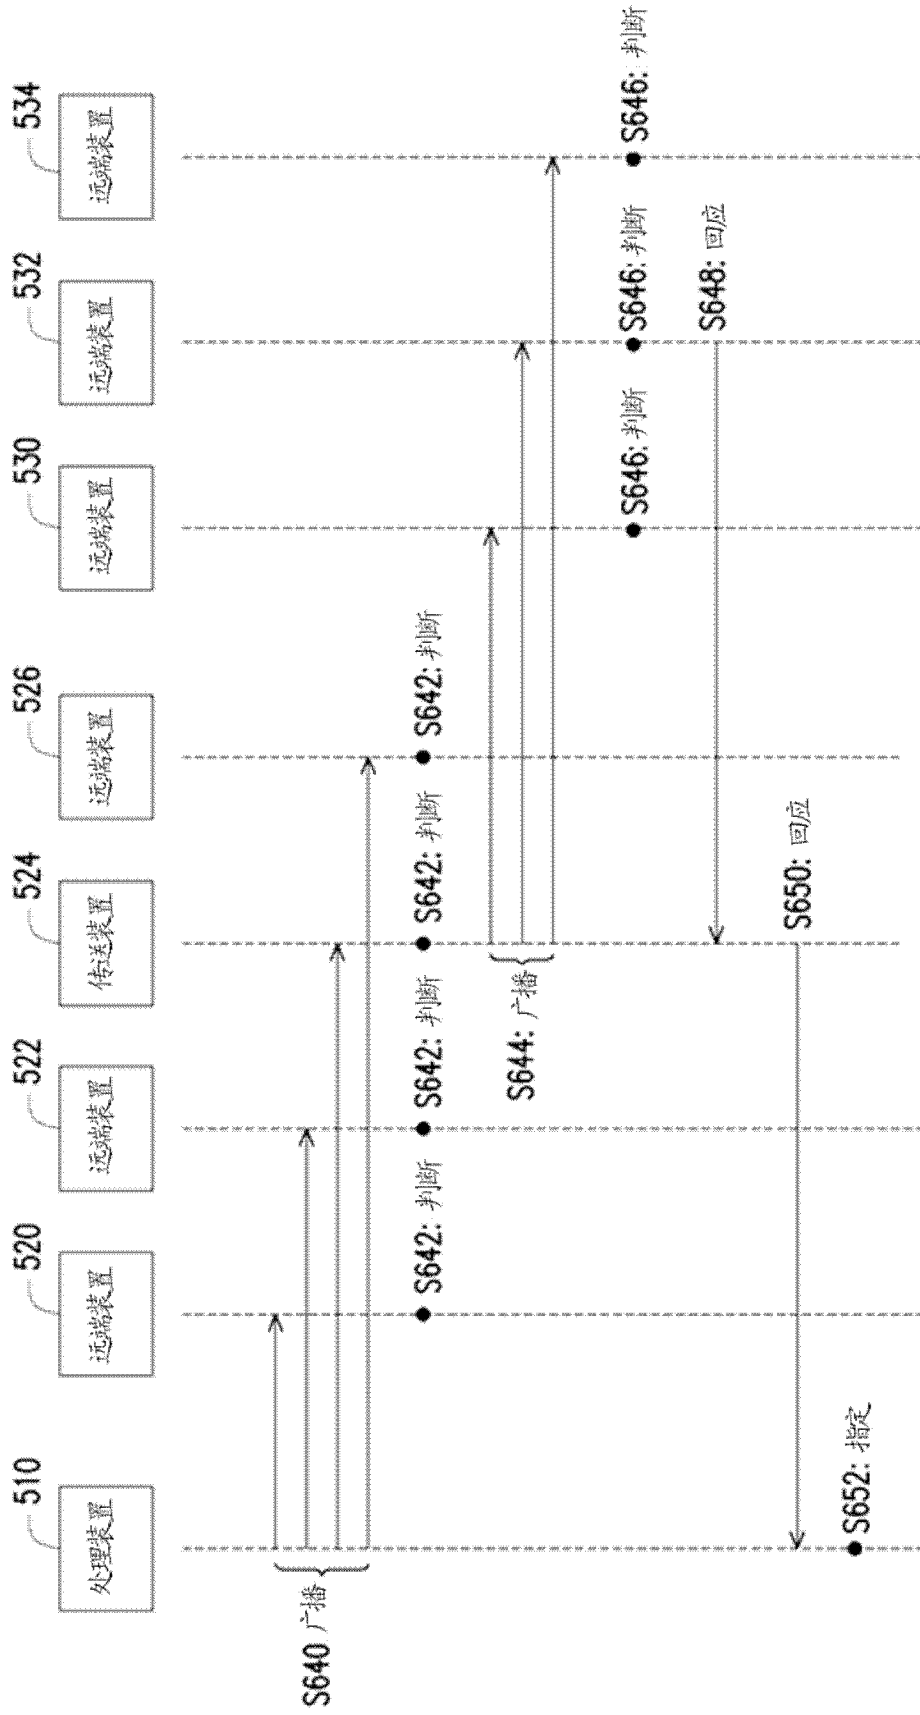 510
520
522
524
526
530
532
534
处理装置
远端装置
远端装置
传送装置
远端装置
远端装置
远端装置
远端装置
S640 广播
S642: 判断
S642: 判断
S642: 判断
S642: 判断
S644: 广播
S646: 判断
S646: 判断
S646: 判断
S648: 回应
S650: 回应
S652: 指定